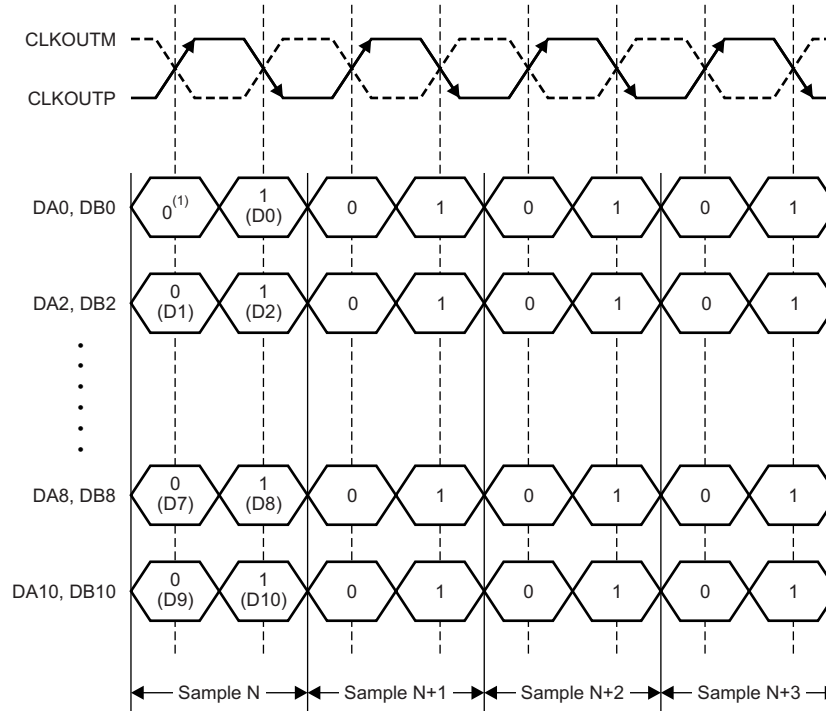 CLKOUTM
CLKOUTP
DA0, DB0
0(1)
1
(D0)
0
1
0
1
0
1
DA2, DB2
0
(D1)
1
(D2)
0
1
0
1
0
1
DA8, DB8
0
(D7)
1
(D8)
0
1
0
1
0
1
DA10, DB10
0
(D9)
1
(D10)
0
1
0
1
0
1
Sample N
Sample N+1
Sample N+2
Sample N+3